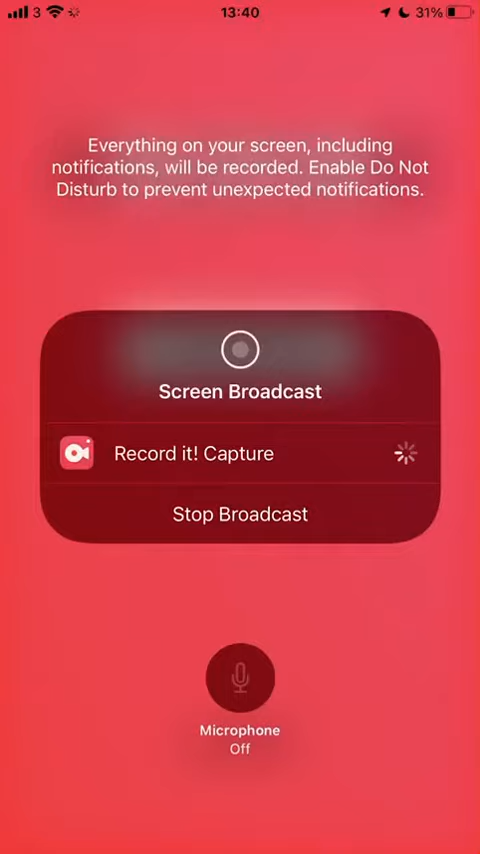 3
13:40
31%
Everything on your screen, including
notifications, will be recorded. Enable Do Not
Disturb to prevent unexpected notifications.
Screen Broadcast
Record it! Capture
Stop Broadcast
Microphone
Off